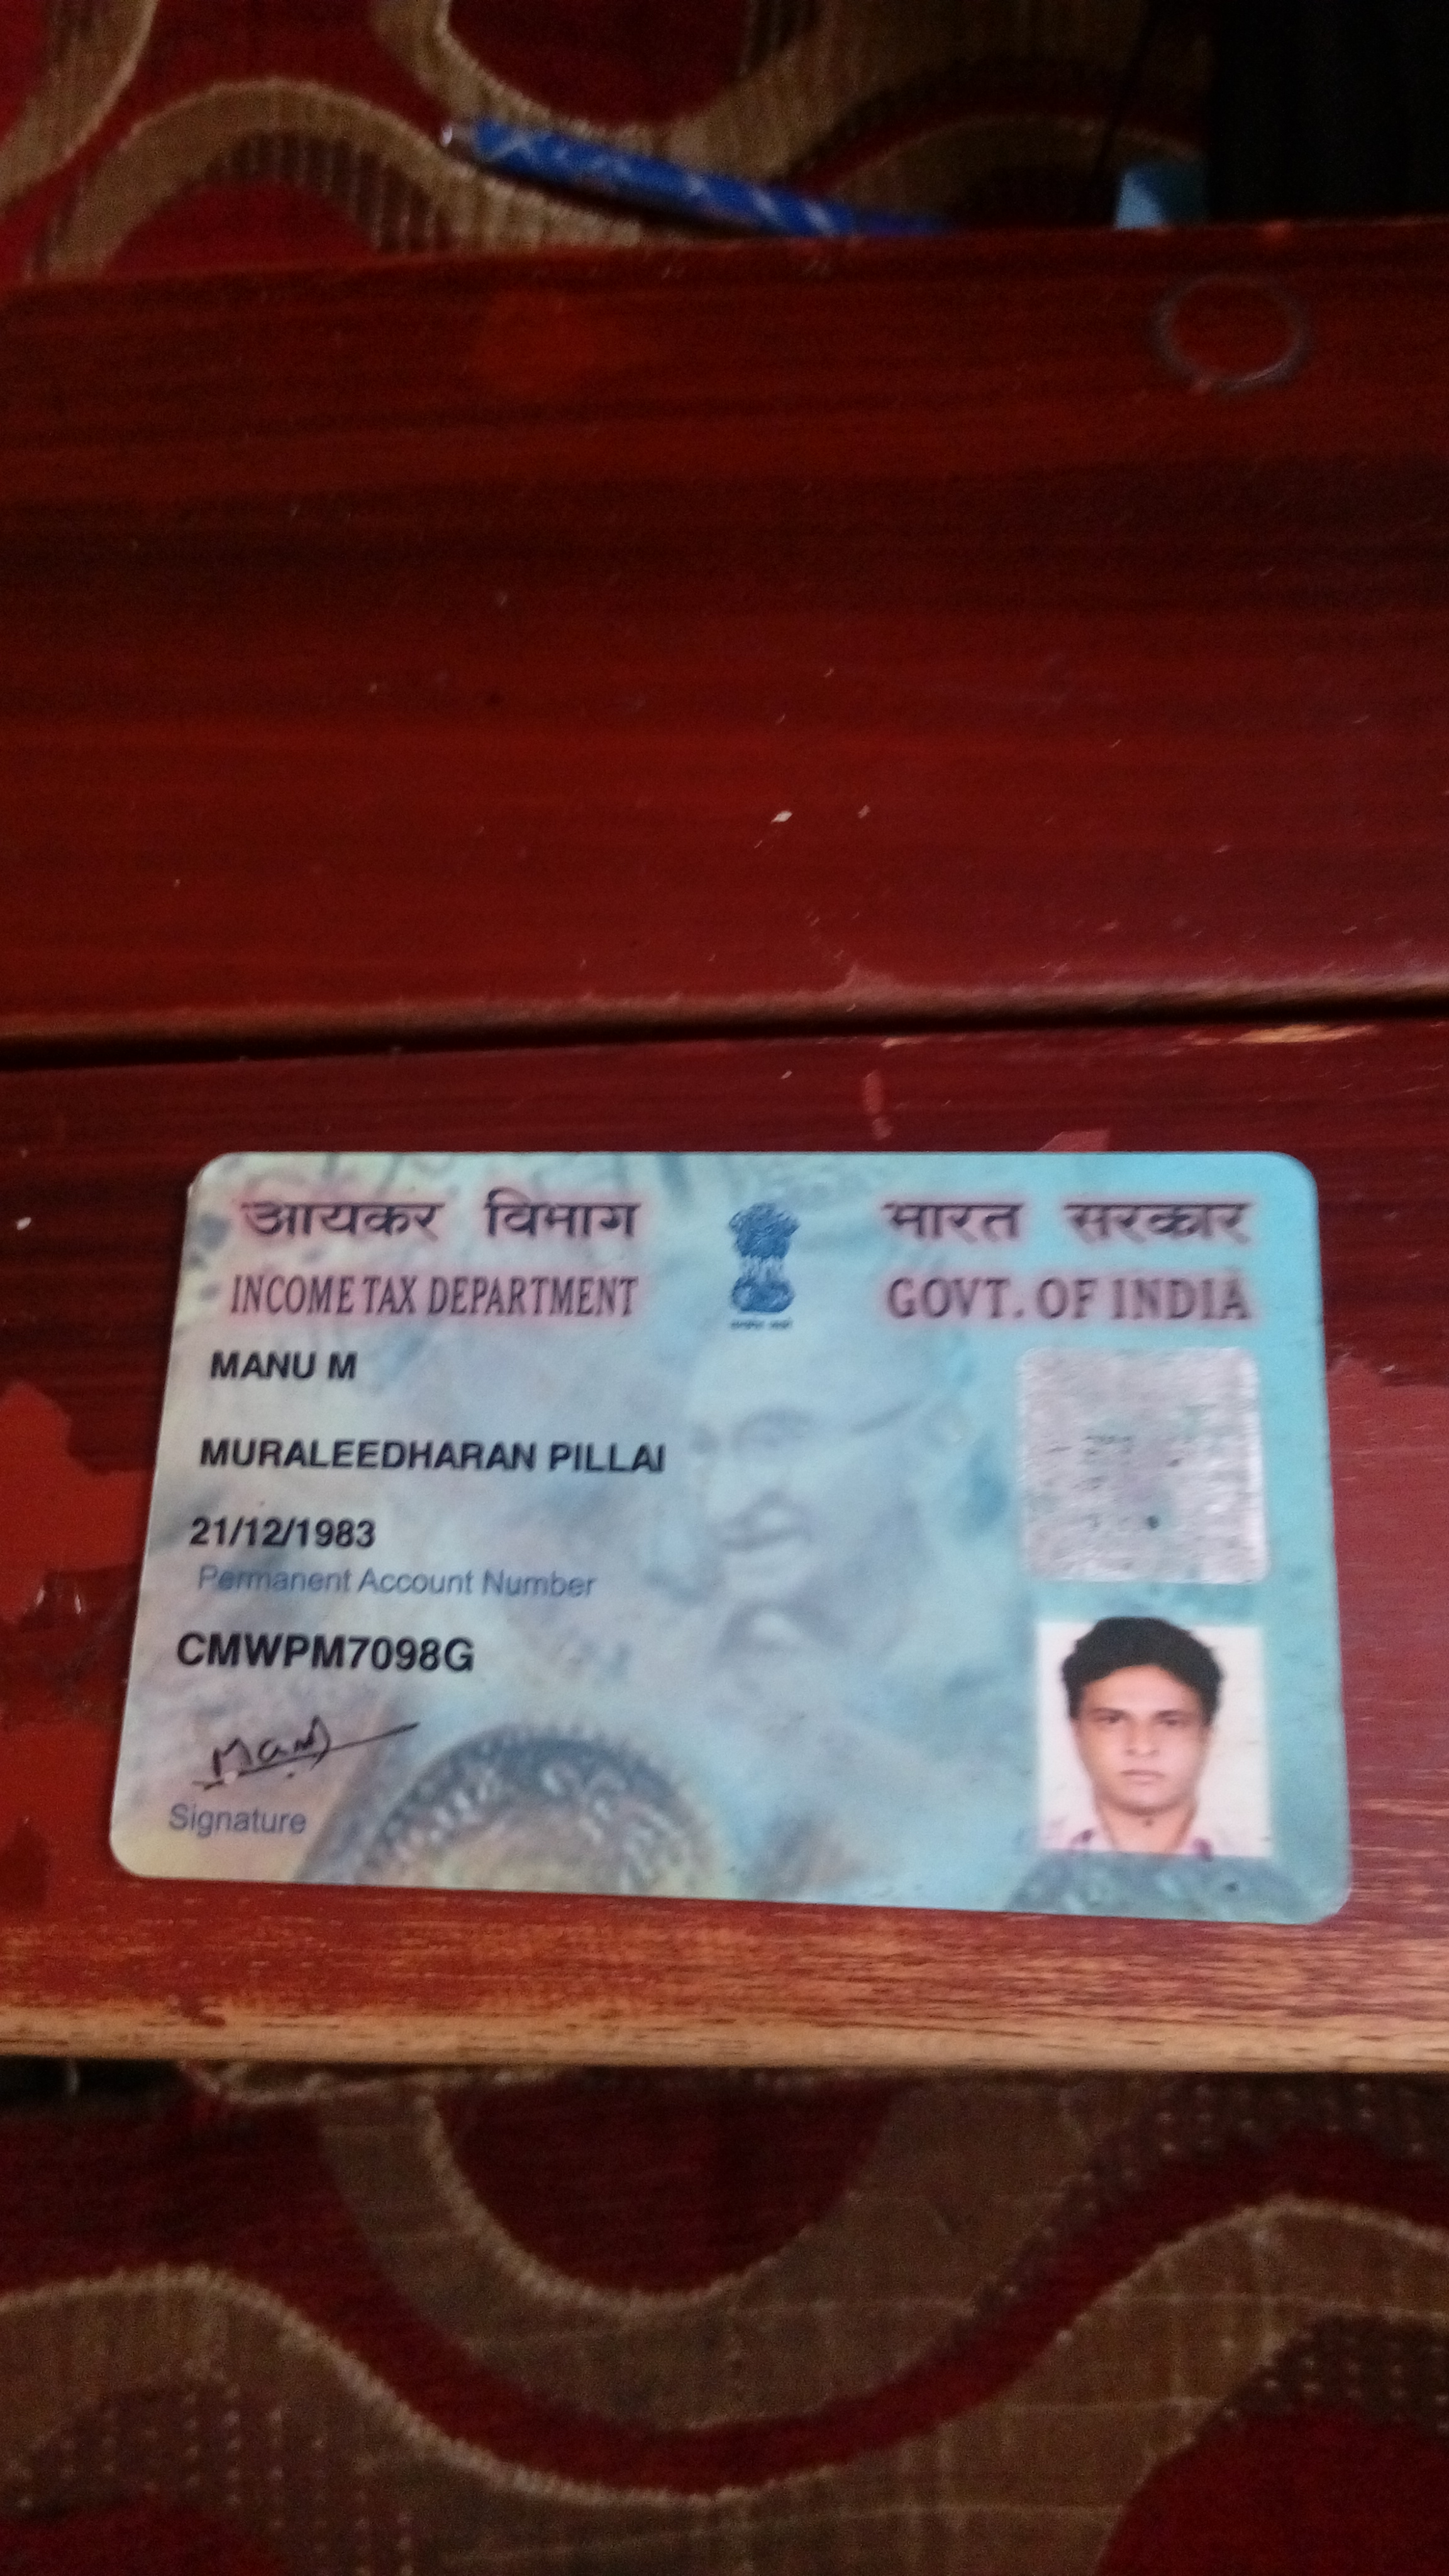 आयकर विभाग
INCOME TAX DEPARTMENT
भारत सरकार
GOVT. OF INDIA
MANU M
MURALEEDHARAN PILLAI
21/12/1983
Permanent Account Number
CMWPM7098G
Signature